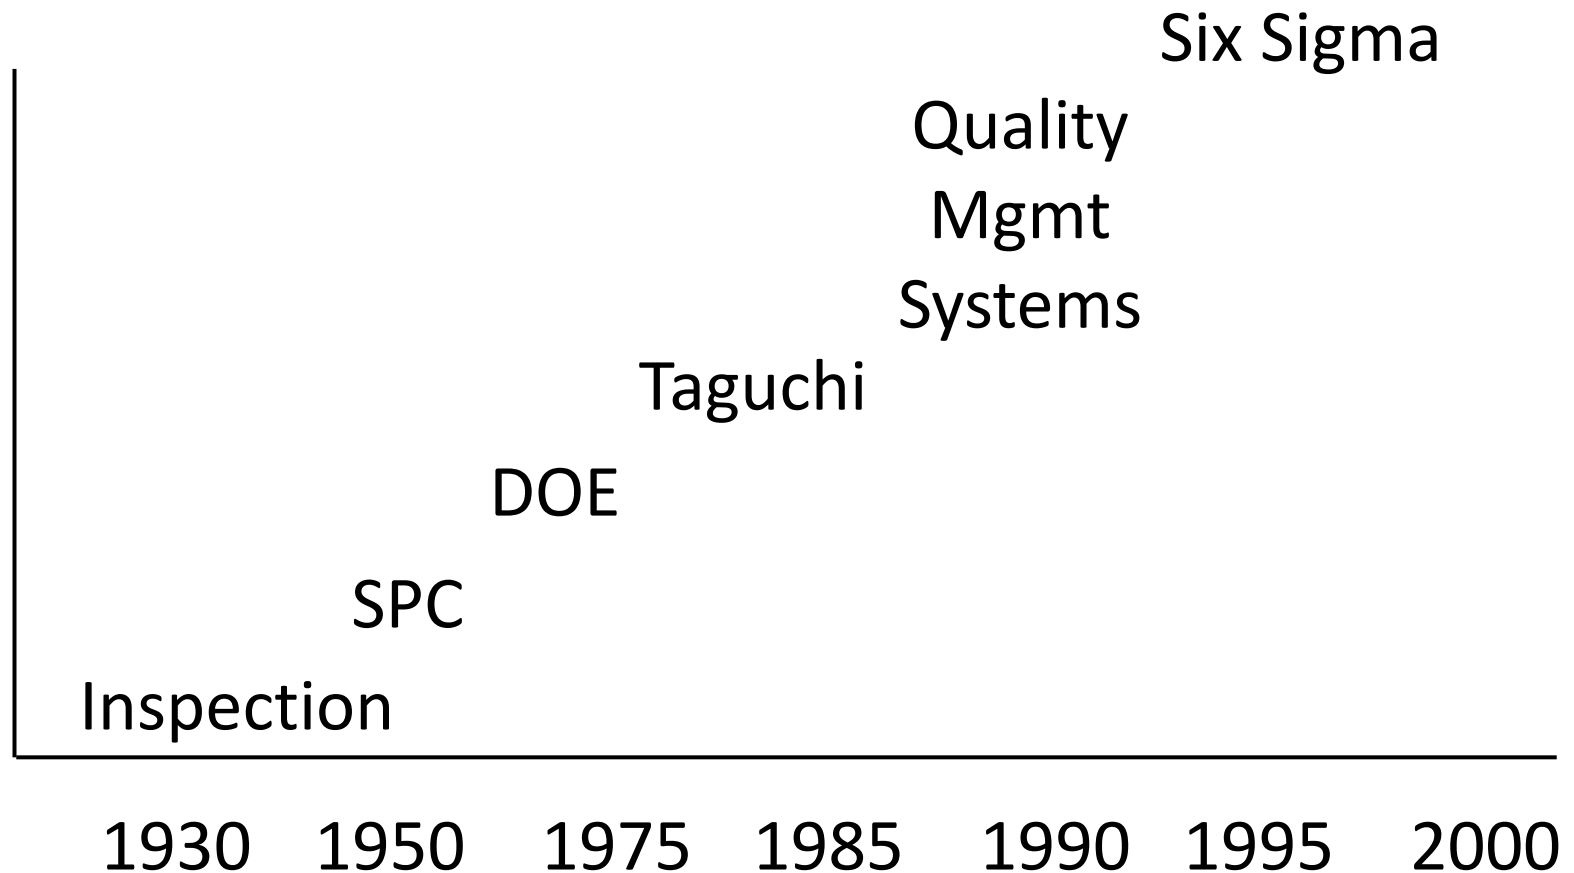 Six Sigma
Quality
Mgmt
Systems
Taguchi
DOE
SPC
Inspection
1930 1950 1975 1985 1990 1995 2000